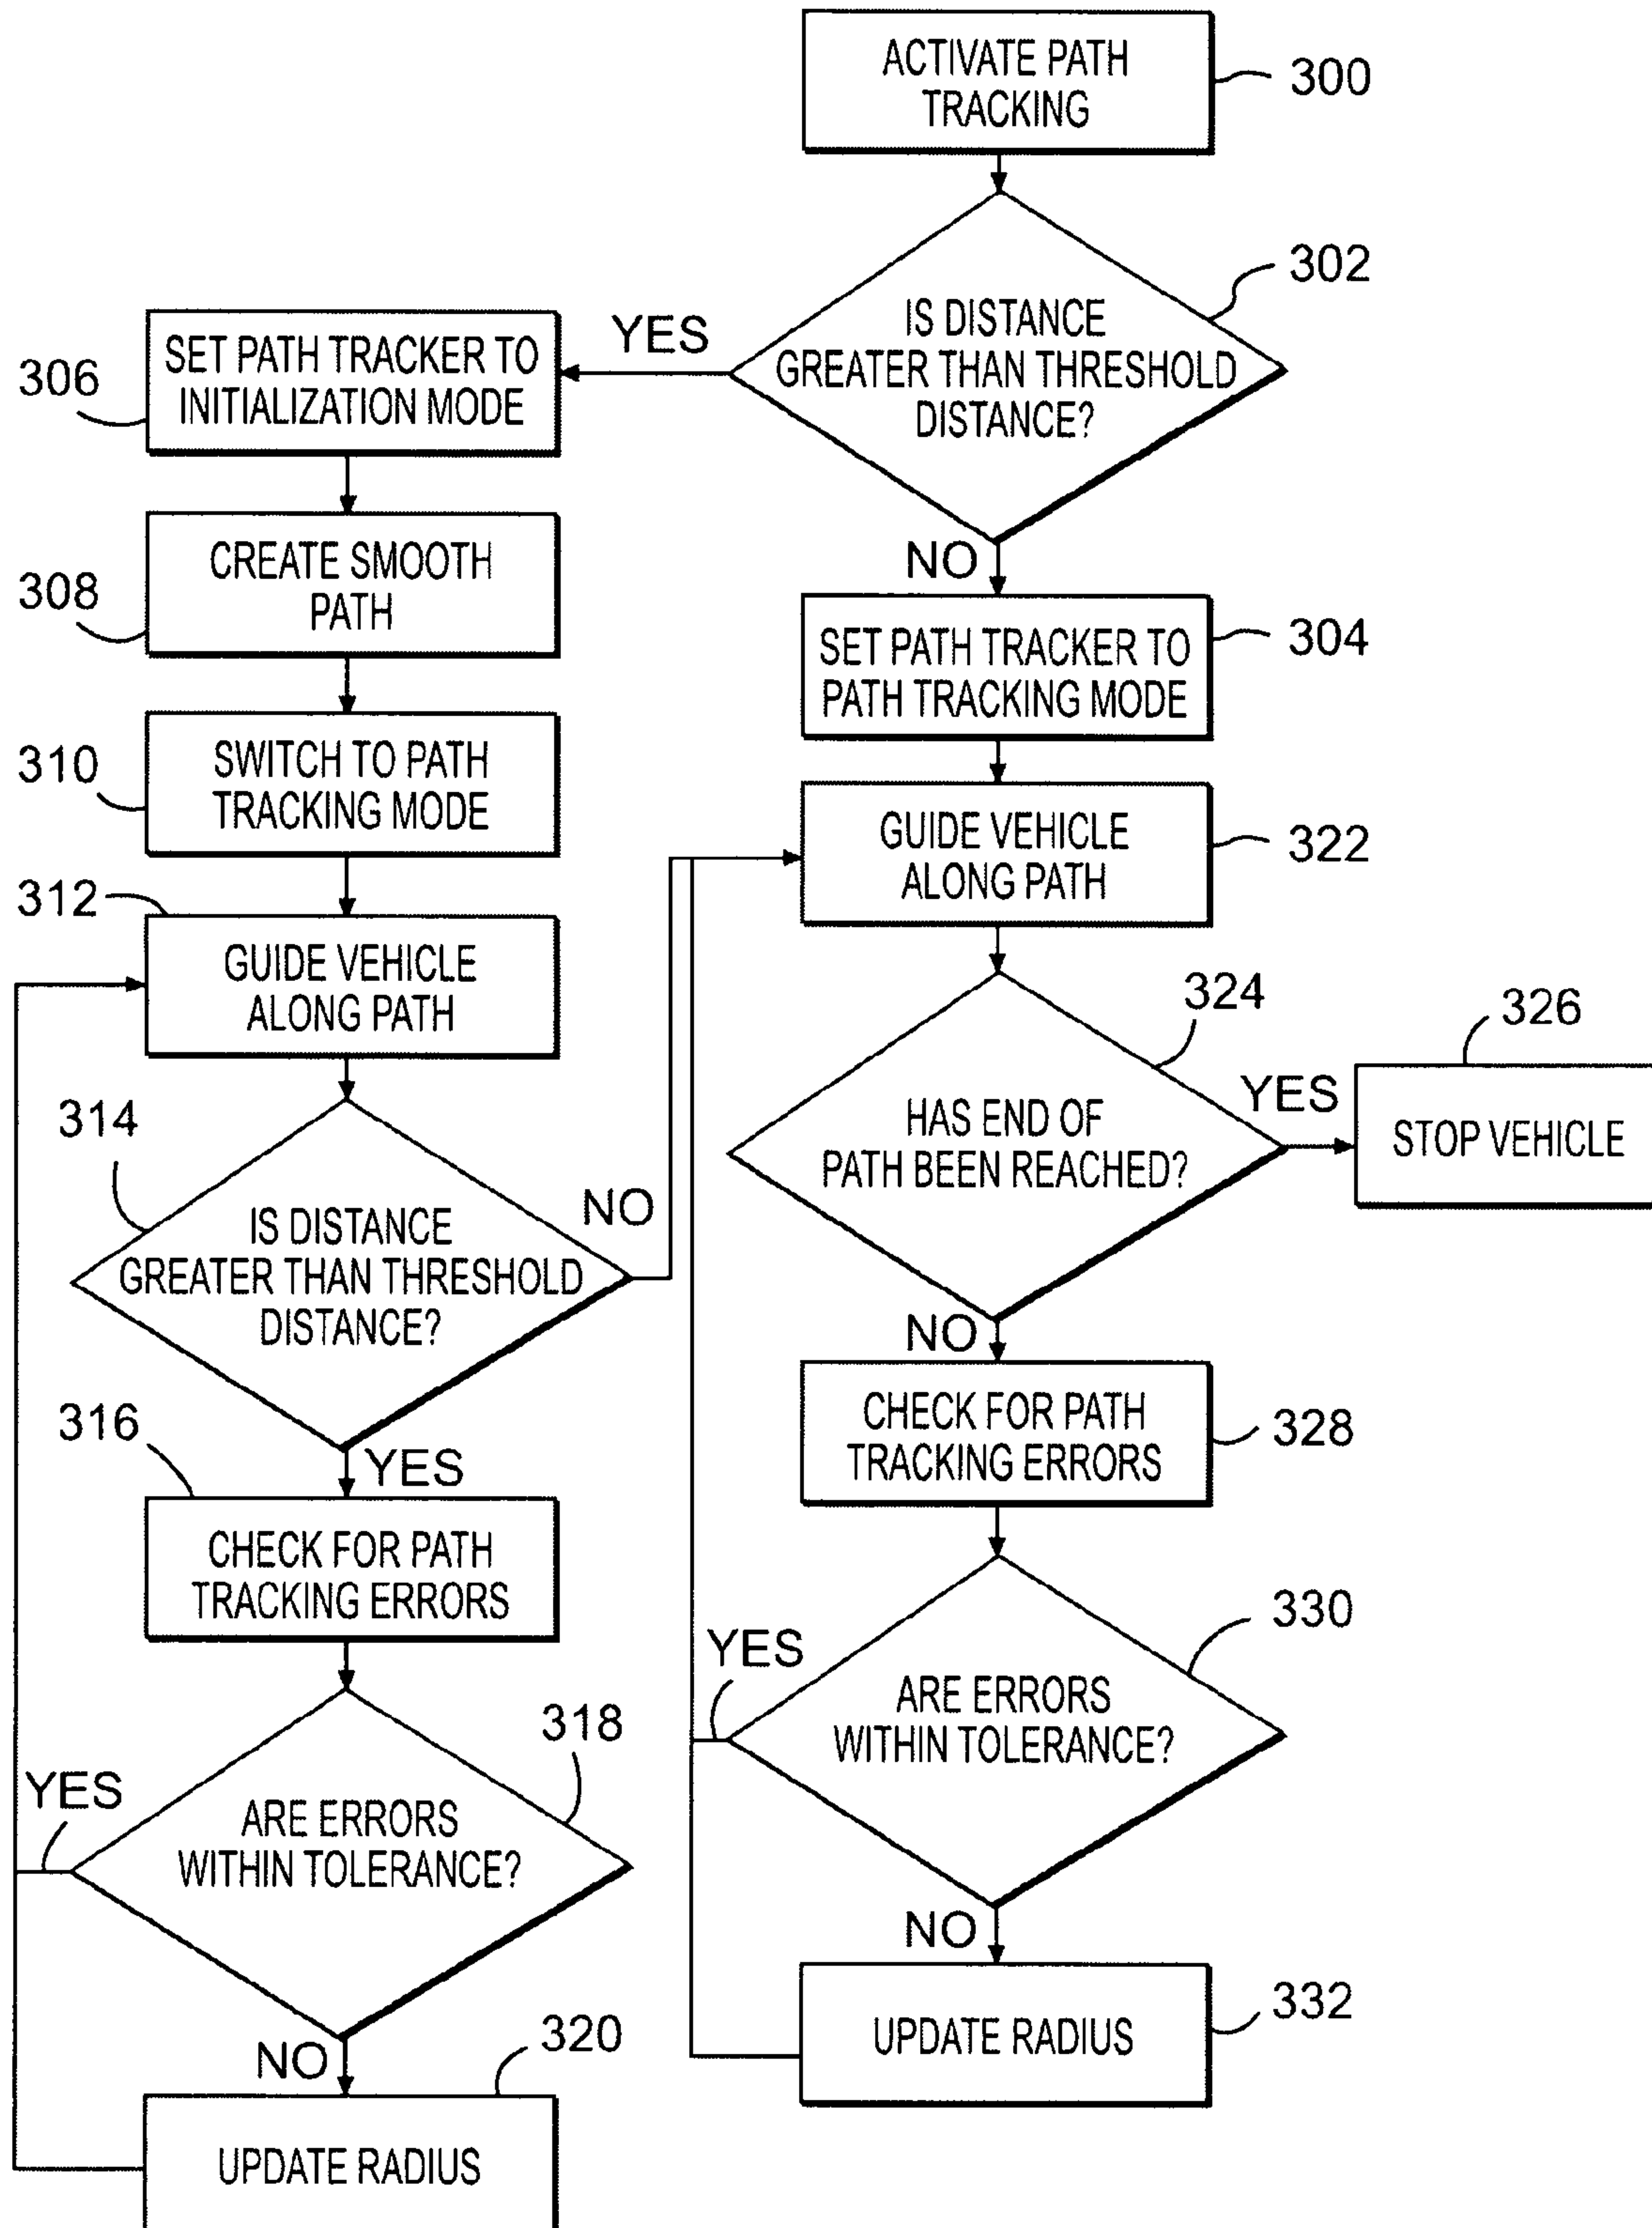 ACTIVATE PATH
TRACKING
300
IS DISTANCE
GREATER THAN THRESHOLD
DISTANCE?
302
YES
NO
SET PATH TRACKER TO
INITIALIZATION MODE
306
CREATE SMOOTH
PATH
308
SWITCH TO PATH
TRACKING MODE
310
GUIDE VEHICLE
ALONG PATH
312
IS DISTANCE
GREATER THAN THRESHOLD
DISTANCE?
314
NO
YES
CHECK FOR PATH
TRACKING ERRORS
316
ARE ERRORS
WITHIN TOLERANCE?
318
YES
NO
UPDATE RADIUS
320
SET PATH TRACKER TO
PATH TRACKING MODE
304
GUIDE VEHICLE
ALONG PATH
322
HAS END OF
PATH BEEN REACHED?
324
YES
STOP VEHICLE
326
NO
CHECK FOR PATH
TRACKING ERRORS
328
ARE ERRORS
WITHIN TOLERANCE?
330
YES
NO
UPDATE RADIUS
332